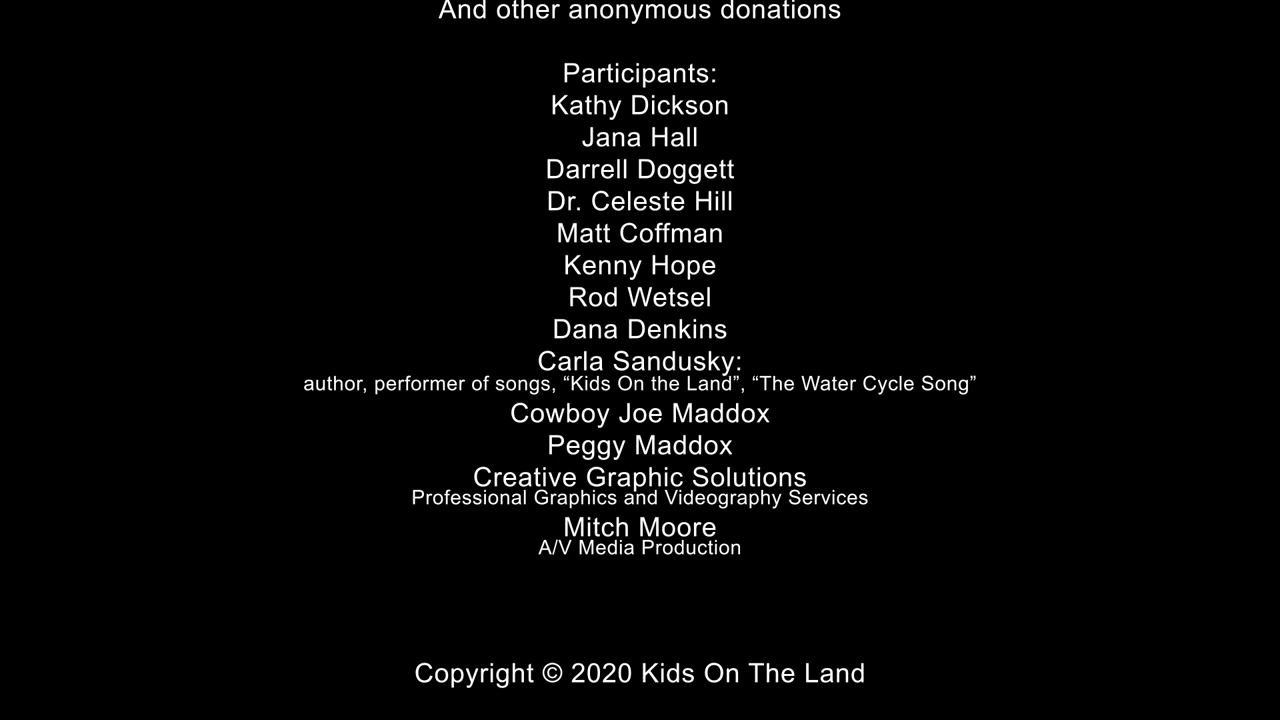 And other anonymous donations
Participants:
Kathy Dickson
Jana Hall
Darrell Doggett
Dr. Celeste Hill
Matt Coffman
Kenny Hope
Rod Wetsel
Dana Denkins
Carla Sandusky:
author, performer of songs, “Kids On the Land”, “The Water Cycle Song”
Cowboy Joe Maddox
Peggy Maddox
Creative Graphic Solutions
Professional Graphics and Videography Services
Mitch Moore
A/V Media Production
Copyright © 2020 Kids On The Land